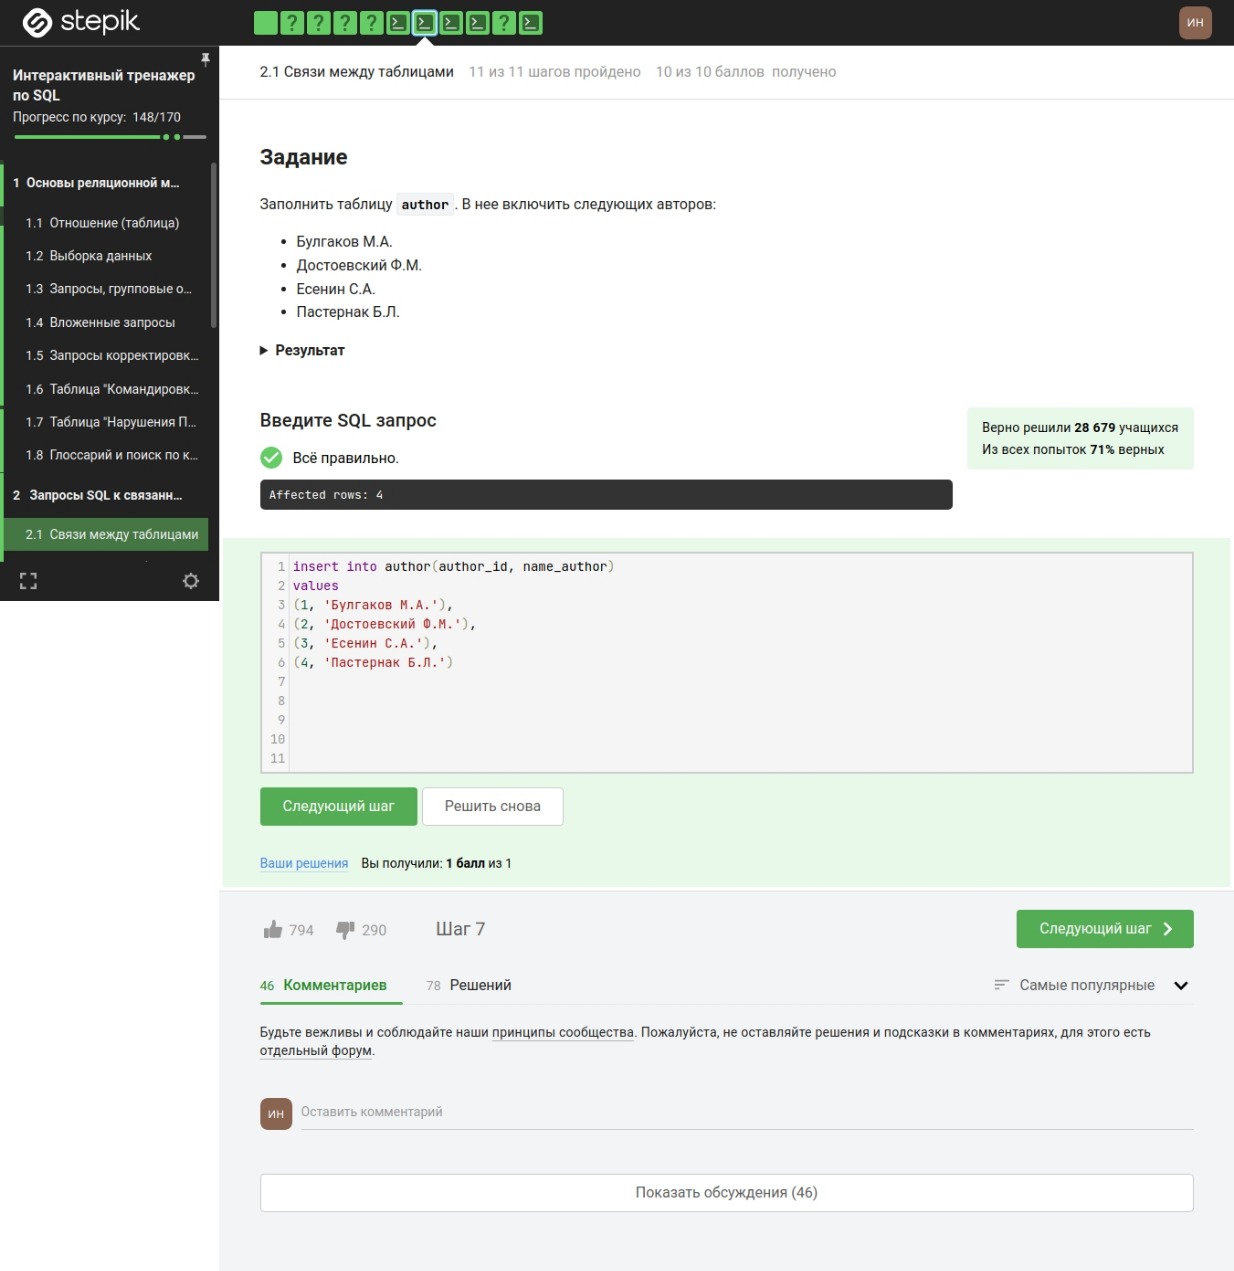 stepik
ИН
Интерактивный тренажер
по SQL
Прогресс по курсу: 148/170
1 Основы реляционной м...
1.1 Отношение (таблица)
1.2 Выборка данных
1.3 Запросы, групповые о...
1.4 Вложенные запросы
1.5 Запросы корректировк...
1.6 Таблица "Командировк...
1.7 Таблица "Нарушения П...
1.8 Глоссарий и поиск по к...
2 Запросы SQL к связанн...
2.1 Связи между таблицами
2.1 Связи между таблицами 11 из 11 шагов пройдено 10 из 10 баллов получено
Задание
Заполнить таблицу author. В нее включить следующих авторов:
• Булгаков М.А.
• Достоевский Ф.М.
• Есенин С.А.
• Пастернак Б.Л.
Результат
Введите SQL запрос
Всё правильно.
Affected rows: 4
Верно решили 28 679 учащихся
Из всех попыток 71% верных
1 insert into author(author_id, name_author)
2 values
3 (1, 'Булгаков М.А.'),
4 (2, 'Достоевский Ф.М.'),
5 (3, 'Есенин С.А.'),
6 (4, 'Пастернак Б.Л.')
7
8
9
10
11
Следующий шаг Решить снова
Ваши решения Вы получили: 1 балл из 1
794 290 Шаг 7 Следующий шаг
46 Комментариев 78 Решений Самые популярные
Будьте вежливы и соблюдайте наши принципы сообщества. Пожалуйста, не оставляйте решения и подсказки в комментариях, для этого есть
отдельный форум.
ИН Оставить комментарий
Показать обсуждения (46)